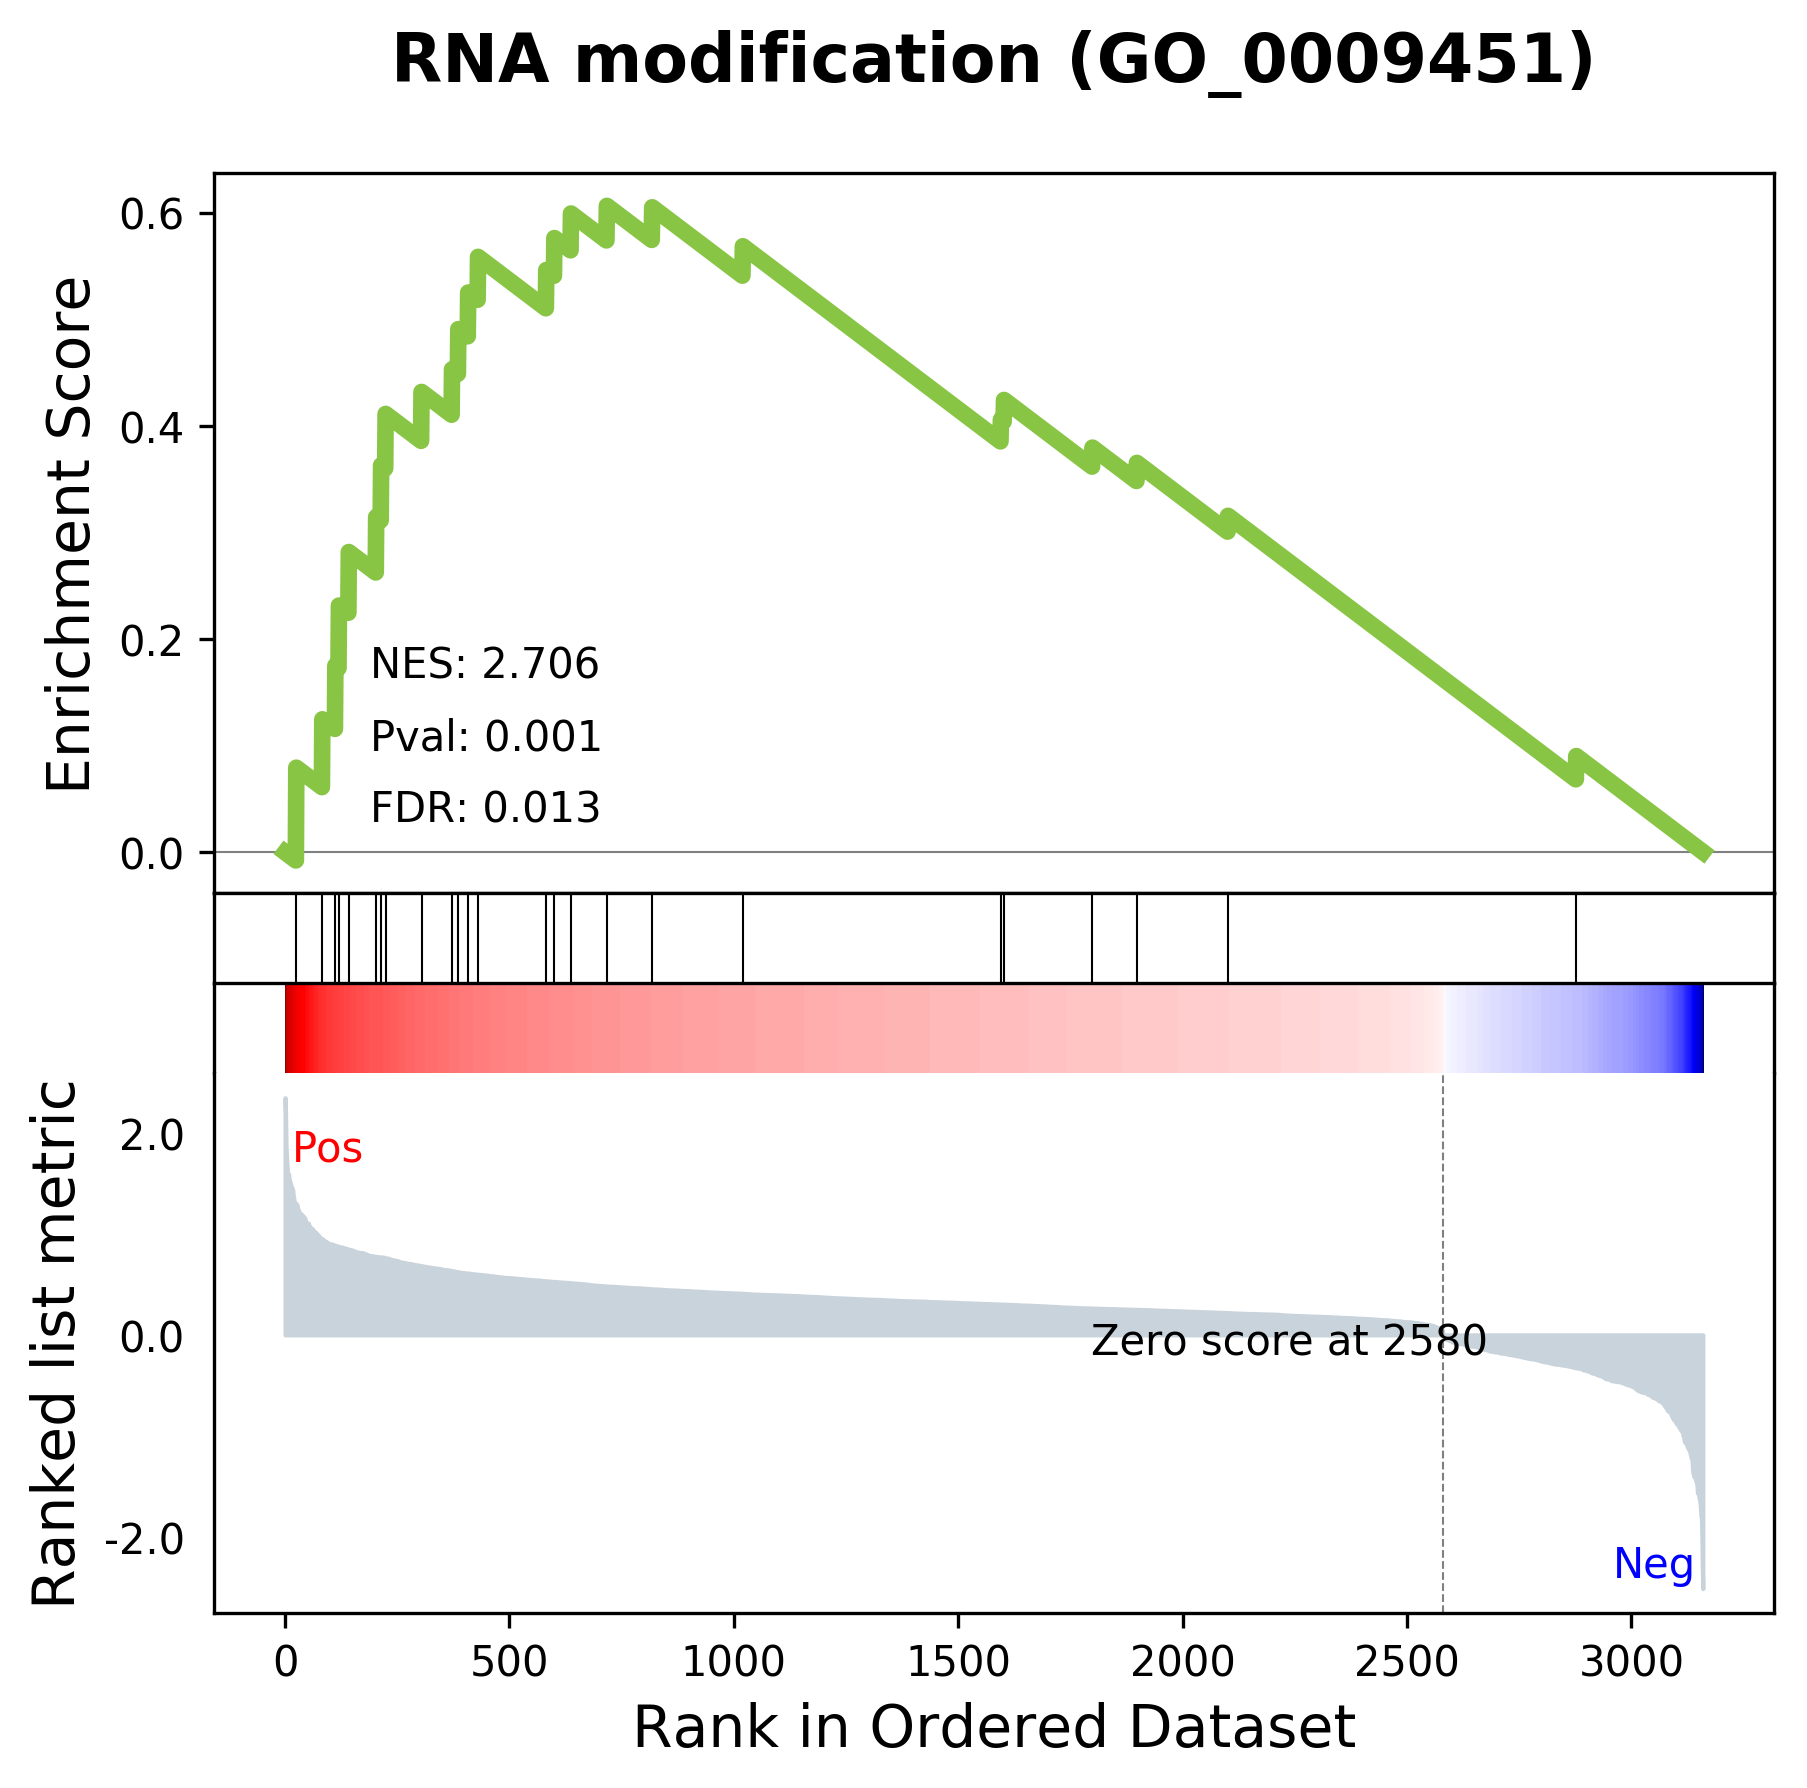 RNA modification (GO_0009451)
Enrichment Score
0.6
0.4
0.2
0.0
NES: 2.706
Pval: 0.001
FDR: 0.013
Ranked list metric
2.0
0.0
-2.0
Pos
Zero score at 2580
Neg
0 500 1000 1500 2000 2500 3000
Rank in Ordered Dataset